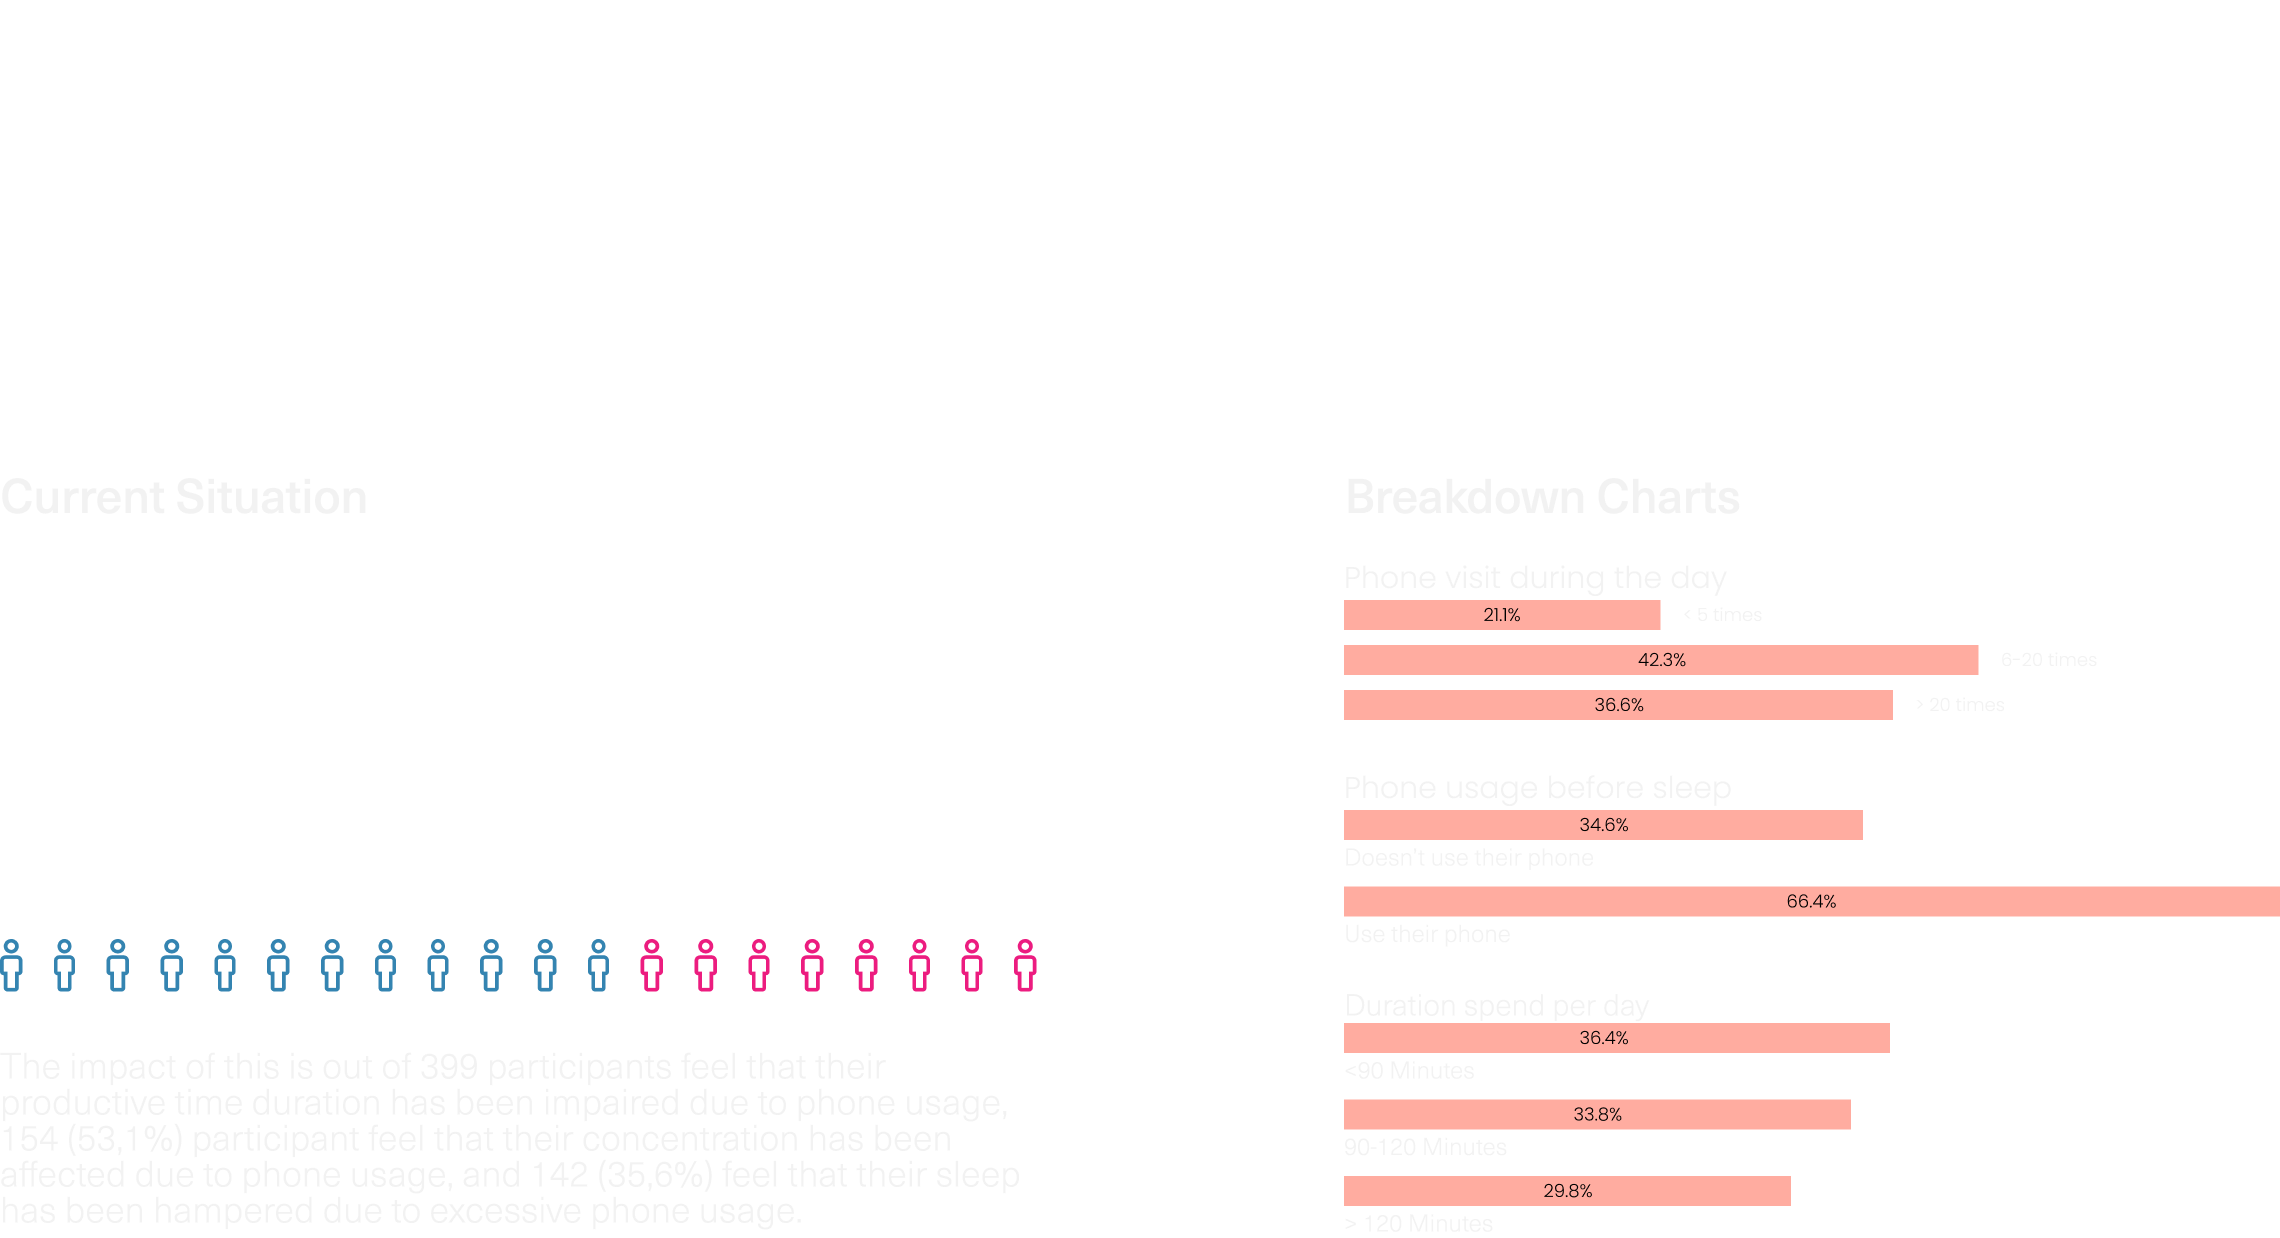 Current Situation
The impact of this is out of 399 participants feel that their
productive time duration has been impaired due to phone usage,
154 (53,1%) participant feel that their concentration has been
affected due to phone usage, and 142 (35,6%) feel that their sleep
has been hampered due to excessive phone usage.
Breakdown Charts
Phone visit during the day
21.1% < 5 times
42.3% 6-20 times
36.6% > 20 times
Phone usage before sleep
34.6%
Doesn't use their phone
66.4%
Use their phone
Duration spend per day
36.4%
<90 Minutes
33.8%
90-120 Minutes
29.8%
> 120 Minutes